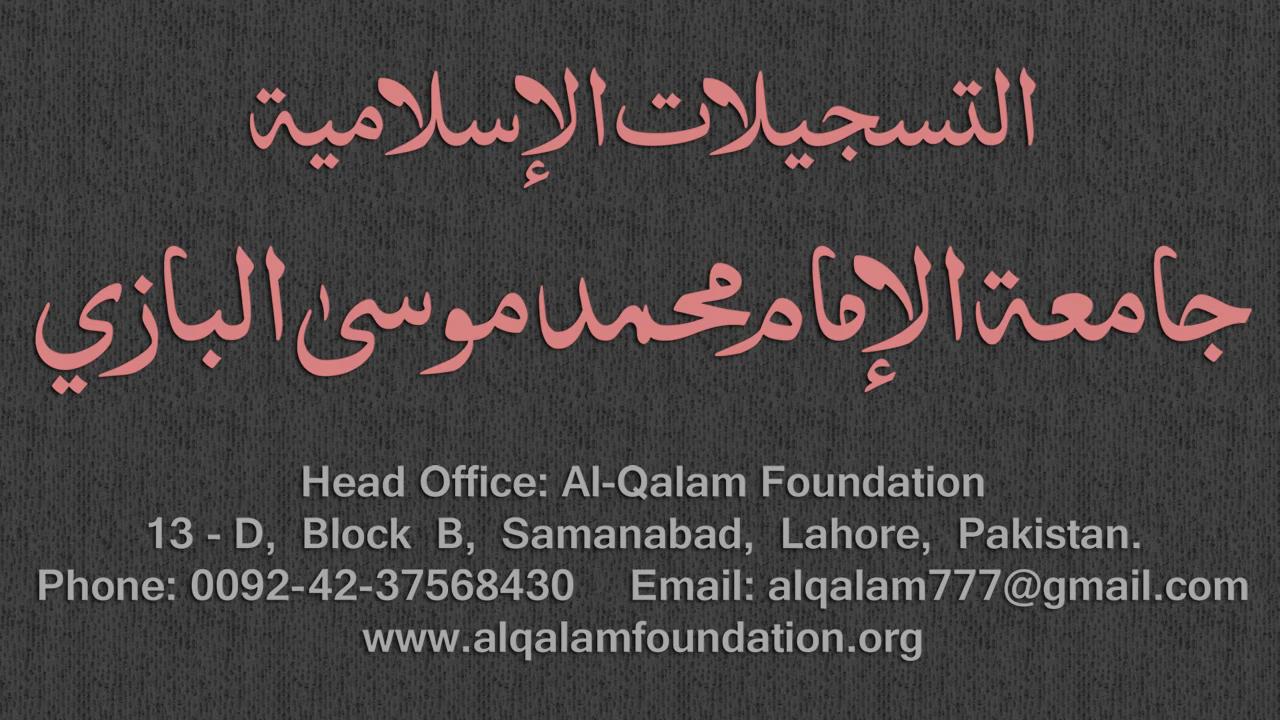 التسجيلات الإسلامية
جامعة الإمام محمد موسىٰ البازي
Head Office: Al-Qalam Foundation
13 - D, Block B, Samanabad, Lahore, Pakistan.
Phone: 0092-42-37568430 Email: alqalam777@gmail.com
www.alqalamfoundation.org